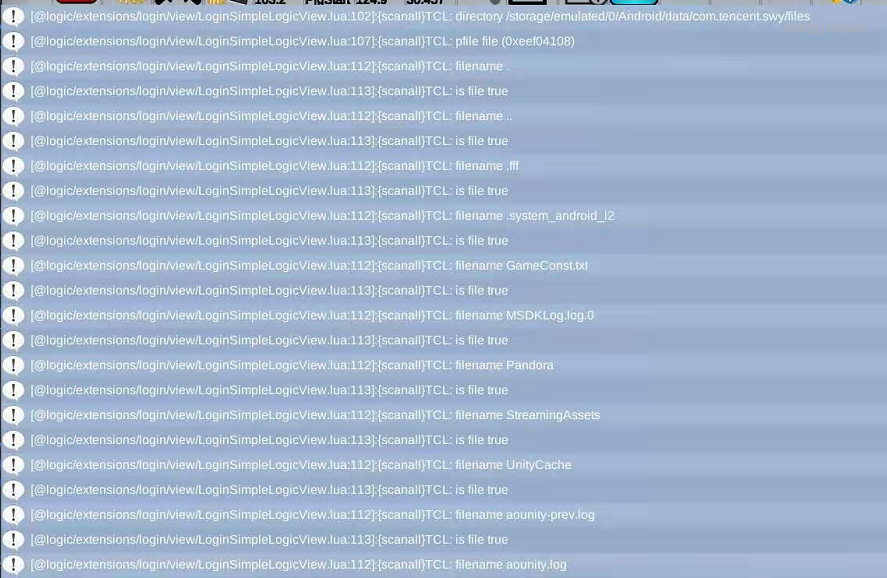 103.2 PigStart 124.9 30.437
[@logic/extensions/login/view/LoginSimpleLogicView.lua:102]:{scanall}TCL: directory /storage/emulated/0/Android/data/com.tencent.swy/files
[@logic/extensions/login/view/LoginSimpleLogicView.lua:107]:{scanall}TCL: pfile file (0xeef04108)
[@logic/extensions/login/view/LoginSimpleLogicView.lua:112]:{scanall}TCL: filename .
[@logic/extensions/login/view/LoginSimpleLogicView.lua:113]:{scanall}TCL: is file true
[@logic/extensions/login/view/LoginSimpleLogicView.lua:112]:{scanall}TCL: filename ..
[@logic/extensions/login/view/LoginSimpleLogicView.lua:113]:{scanall}TCL: is file true
[@logic/extensions/login/view/LoginSimpleLogicView.lua:112]:{scanall}TCL: filename .fff
[@logic/extensions/login/view/LoginSimpleLogicView.lua:113]:{scanall}TCL: is file true
[@logic/extensions/login/view/LoginSimpleLogicView.lua:112]:{scanall}TCL: filename .system_android_l2
[@logic/extensions/login/view/LoginSimpleLogicView.lua:113]:{scanall}TCL: is file true
[@logic/extensions/login/view/LoginSimpleLogicView.lua:112]:{scanall}TCL: filename GameConst.txt
[@logic/extensions/login/view/LoginSimpleLogicView.lua:113]:{scanall}TCL: is file true
[@logic/extensions/login/view/LoginSimpleLogicView.lua:112]:{scanall}TCL: filename MSDKLog.log.0
[@logic/extensions/login/view/LoginSimpleLogicView.lua:113]:{scanall}TCL: is file true
[@logic/extensions/login/view/LoginSimpleLogicView.lua:112]:{scanall}TCL: filename Pandora
[@logic/extensions/login/view/LoginSimpleLogicView.lua:113]:{scanall}TCL: is file true
[@logic/extensions/login/view/LoginSimpleLogicView.lua:112]:{scanall}TCL: filename StreamingAssets
[@logic/extensions/login/view/LoginSimpleLogicView.lua:113]:{scanall}TCL: is file true
[@logic/extensions/login/view/LoginSimpleLogicView.lua:112]:{scanall}TCL: filename UnityCache
[@logic/extensions/login/view/LoginSimpleLogicView.lua:113]:{scanall}TCL: is file true
[@logic/extensions/login/view/LoginSimpleLogicView.lua:112]:{scanall}TCL: filename aounity-prev.log
[@logic/extensions/login/view/LoginSimpleLogicView.lua:113]:{scanall}TCL: is file true
[@logic/extensions/login/view/LoginSimpleLogicView.lua:112]:{scanall}TCL: filename aounity.log